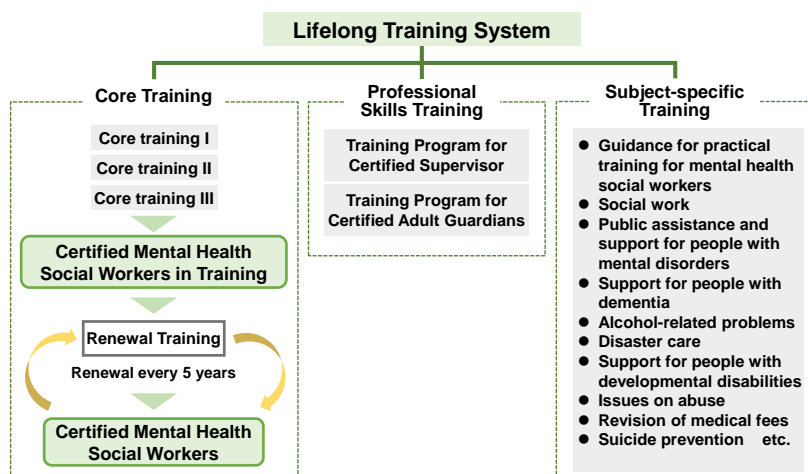 Lifelong Training System
Core Training
Core training I
Core training II
Core training III
Certified Mental Health
Social Workers in Training
Renewal Training
Renewal every 5 years
Certified Mental Health
Social Workers
Professional
Skills Training
Training Program for
Certified Supervisor
Training Program for
Certified Adult Guardians
Subject-specific
Training
● Guidance for practical
training for mental health
social workers
● Social work
● Public assistance and
support for people with
mental disorders
● Support for people with
dementia
● Alcohol-related problems
● Disaster care
● Support for people with
developmental disabilities
● Issues on abuse
● Revision of medical fees
● Suicide prevention etc.